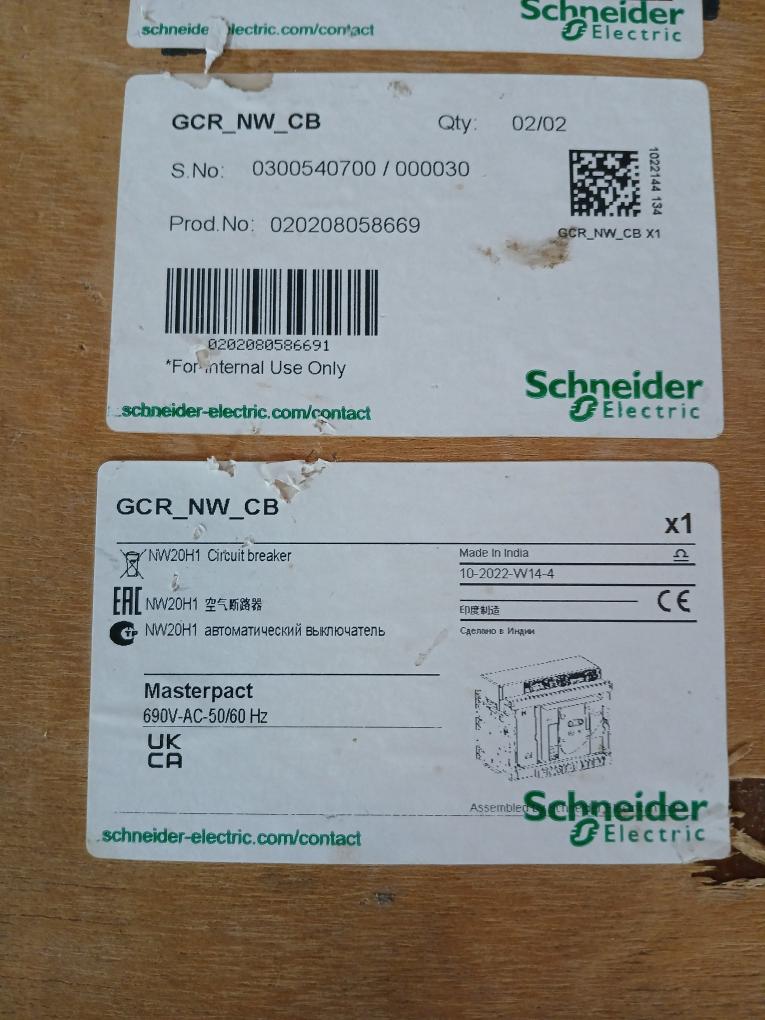 schneider-electric.com/contact
Schneider
Electric
GCR_NW_CB Qty: 02/02
S.No: 0300540700 / 000030
1022144 134
Prod.No: 020208058669
GCR_NW_CB X1
0202080586691
*For Internal Use Only
schneider-electric.com/contact
Schneider
Electric
GCR_NW_CB
x1
NW20H1 Circuit breaker
Made In India
10-2022-W14-4
EAC NW20H1 空气断路器
印度制造
CE
NW20H1 автоматический выключатель
Сделано в Индии
Masterpact
690V-AC-50/60 Hz
UK
CA
Assembled
Schneider
Electric
schneider-electric.com/contact